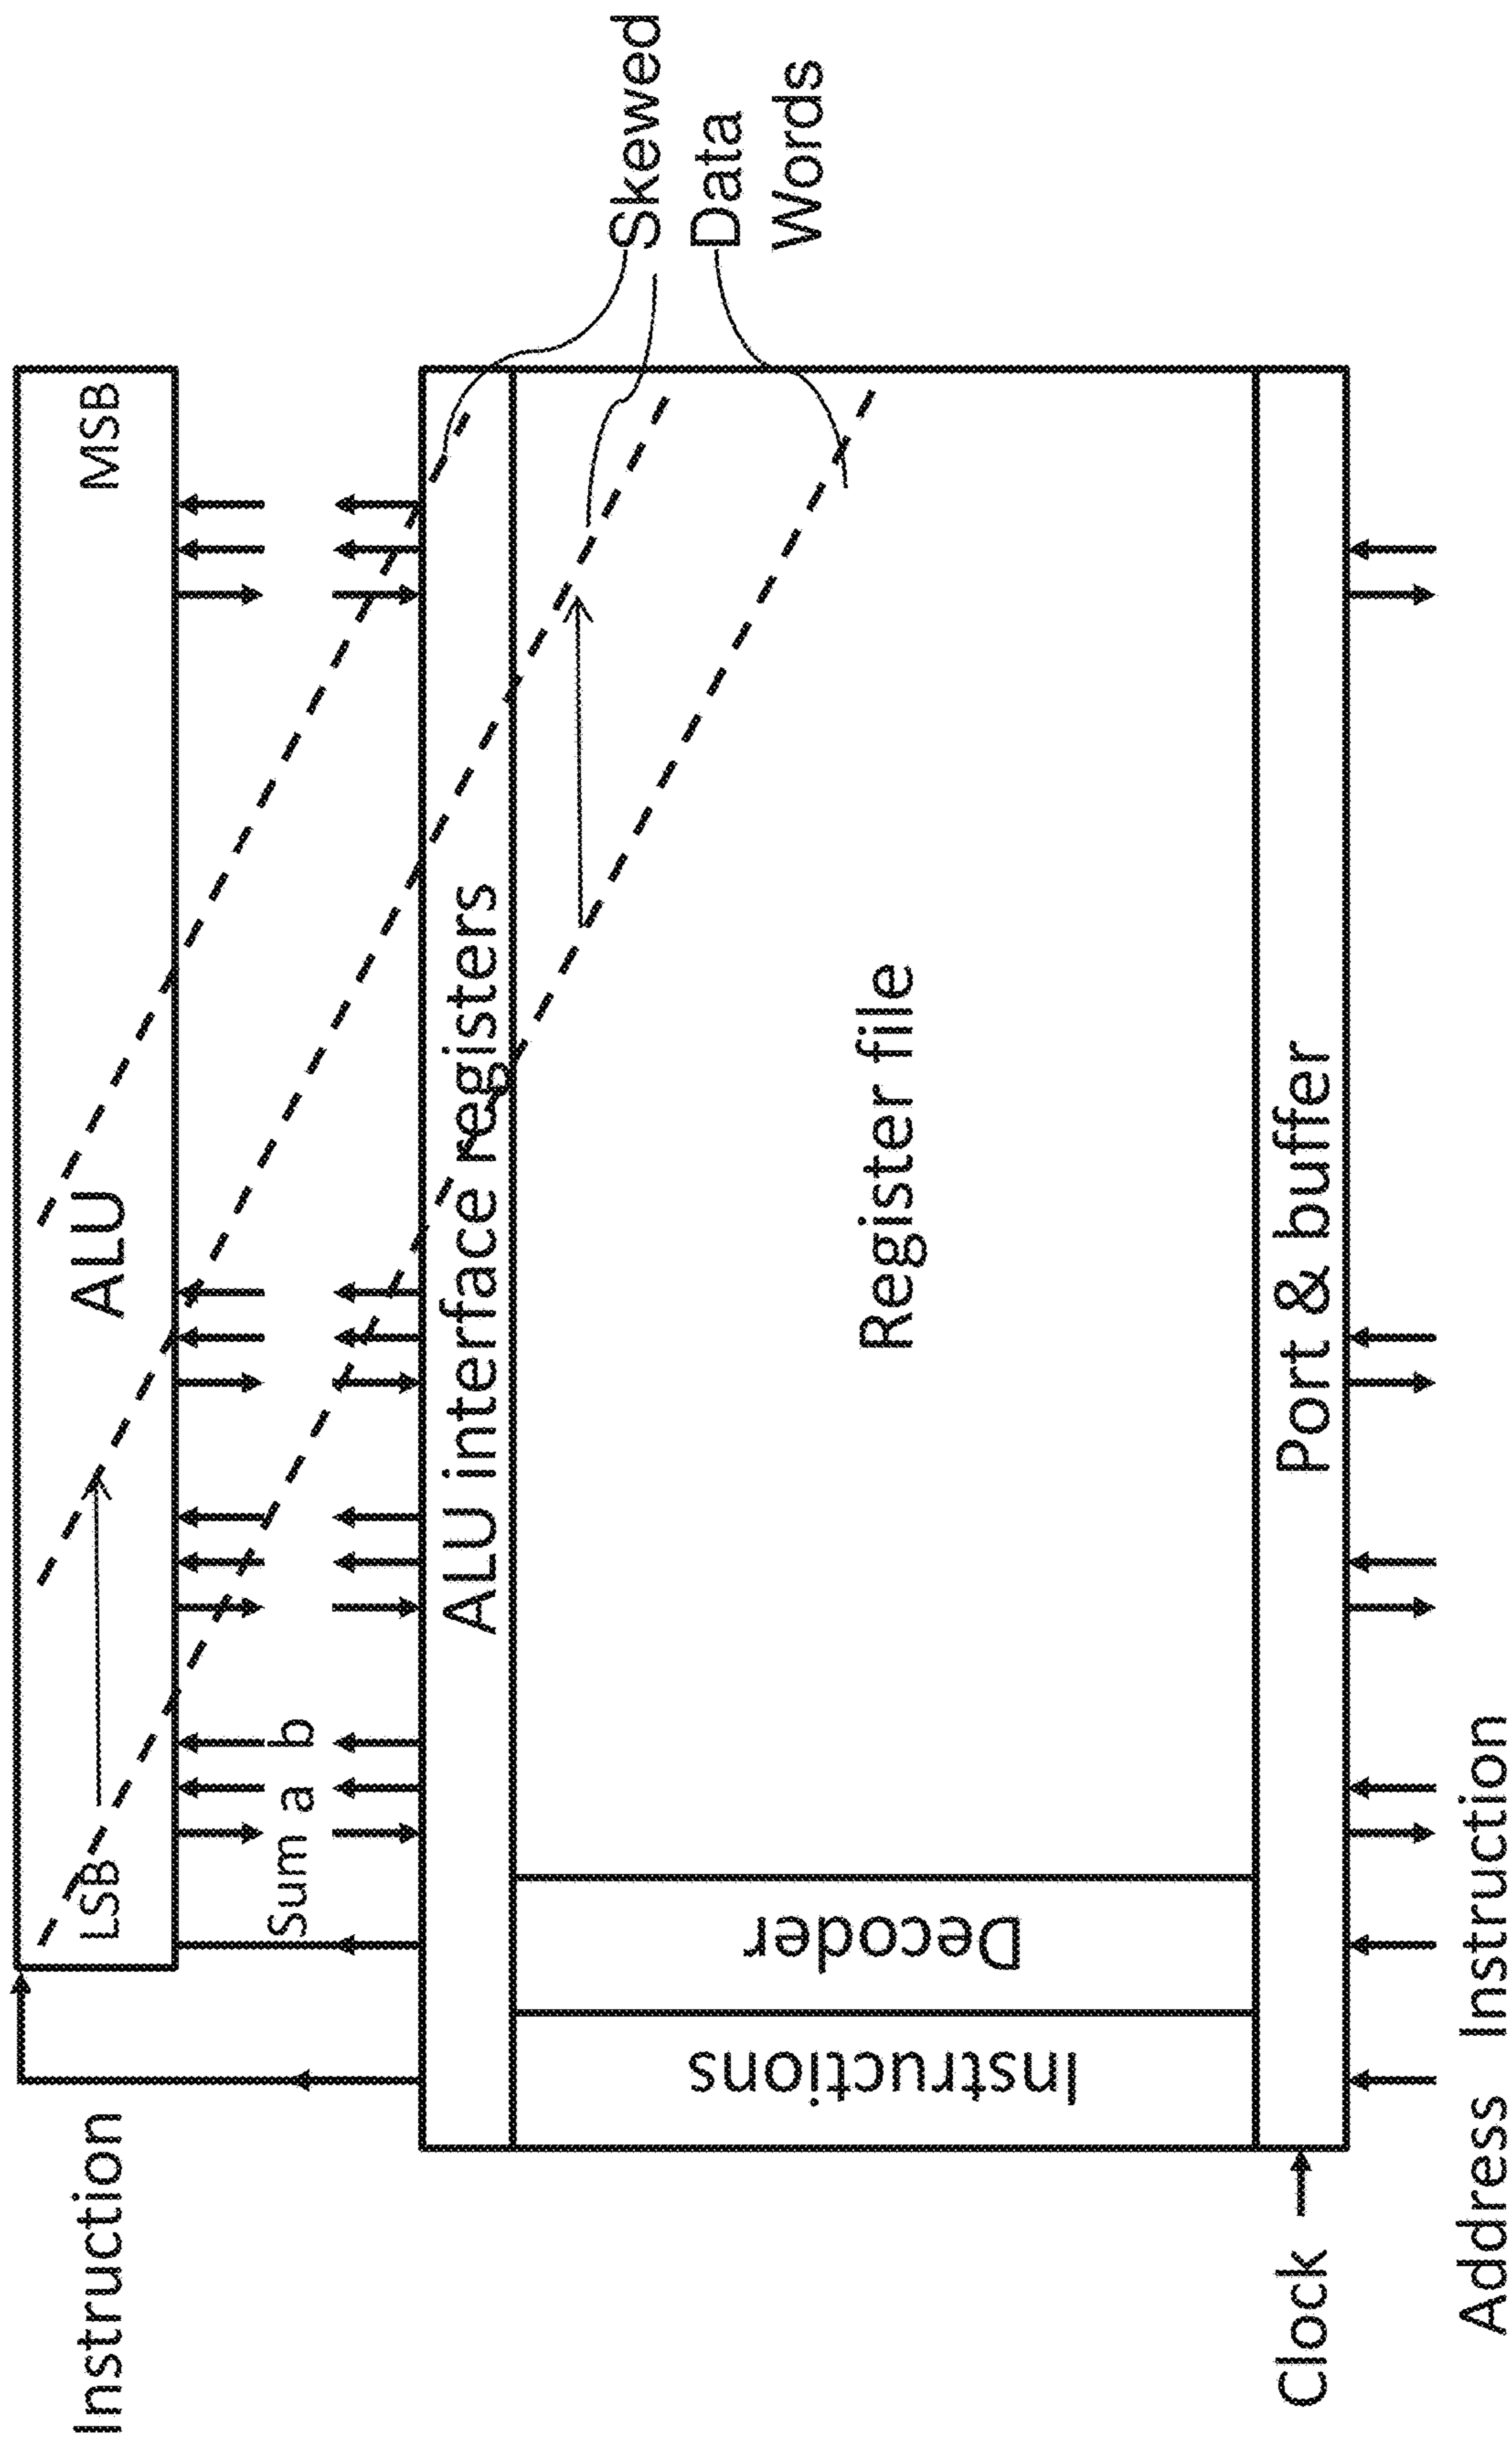 Instruction
LSB
ALU
MSB
Sum a b
ALU interface registers
Skewed
Data
Words
Instructions
Decoder
Register file
Clock
Port & buffer
Address Instruction